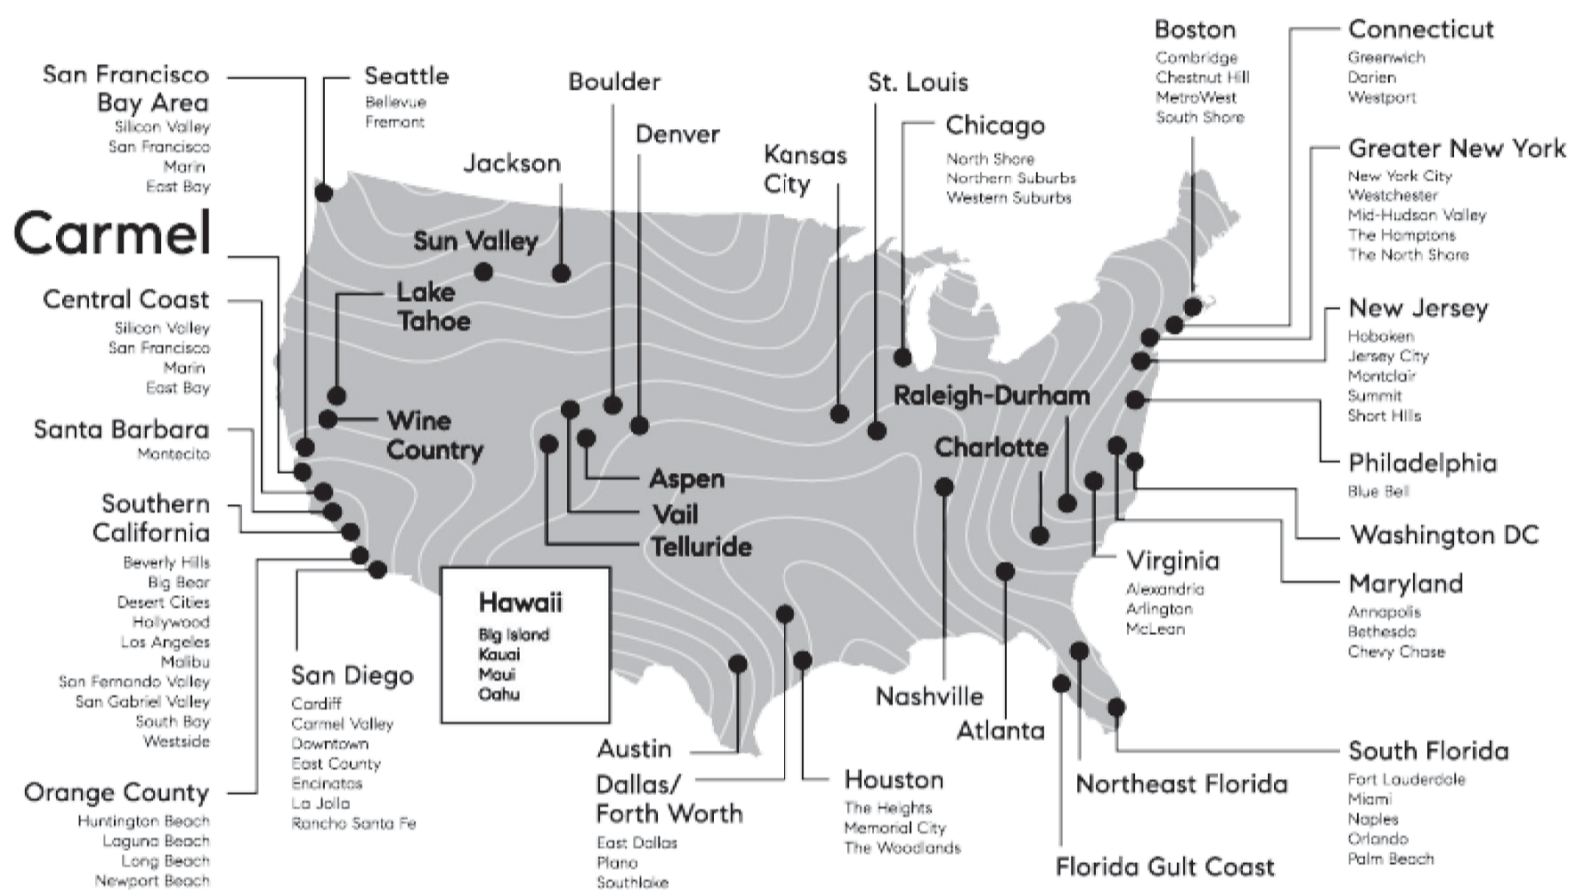 San Francisco
Bay Area
Silicon Valley
San Francisco
Marin
East Bay
Carmel
Central Coast
Silicon Valley
San Francisco
Marin
East Bay
Santa Barbara
Montecito
Southern
California
Beverly Hills
Big Bear
Desert Cities
Hollywood
Los Angeles
Malibu
San Fernando Valley
San Gabriel Valley
South Bay
Westside
Orange County
Huntington Beach
Laguna Beach
Long Beach
Newport Beach
Seattle
Bellevue
Fremont
Jackson
Sun Valley
Lake
Tahoe
Wine
Country
Boulder
Denver
Aspen
Vail
Telluride
Hawaii
Big Island
Kauai
Maui
Oahu
San Diego
Cardiff
Carmel Valley
Downtown
East County
Encinatas
La Jolla
Rancho Santa Fe
Kansas
City
St. Louis
Chicago
North Shore
Northern Suburbs
Western Suburbs
Raleigh-Durham
Charlotte
Nashville
Atlanta
Austin
Dallas/
Forth Worth
East Dallas
Plano
Southlake
Houston
The Heights
Memorial City
The Woodlands
Boston
Combridge
Chestnut Hill
MetroWest
South Shore
Connecticut
Greenwich
Darien
Westport
Greater New York
New York City
Westchester
Mid-Hudson Valley
The Hamptons
The North Shore
New Jersey
Hoboken
Jersey City
Montclair
Summit
Short Hills
Philadelphia
Blue Bell
Washington DC
Virginia
Alexandria
Arlington
McLean
Maryland
Annapolis
Bethesda
Chevy Chase
South Florida
Fort Lauderdale
Miami
Naples
Orlando
Palm Beach
Northeast Florida
Florida Gult Coast